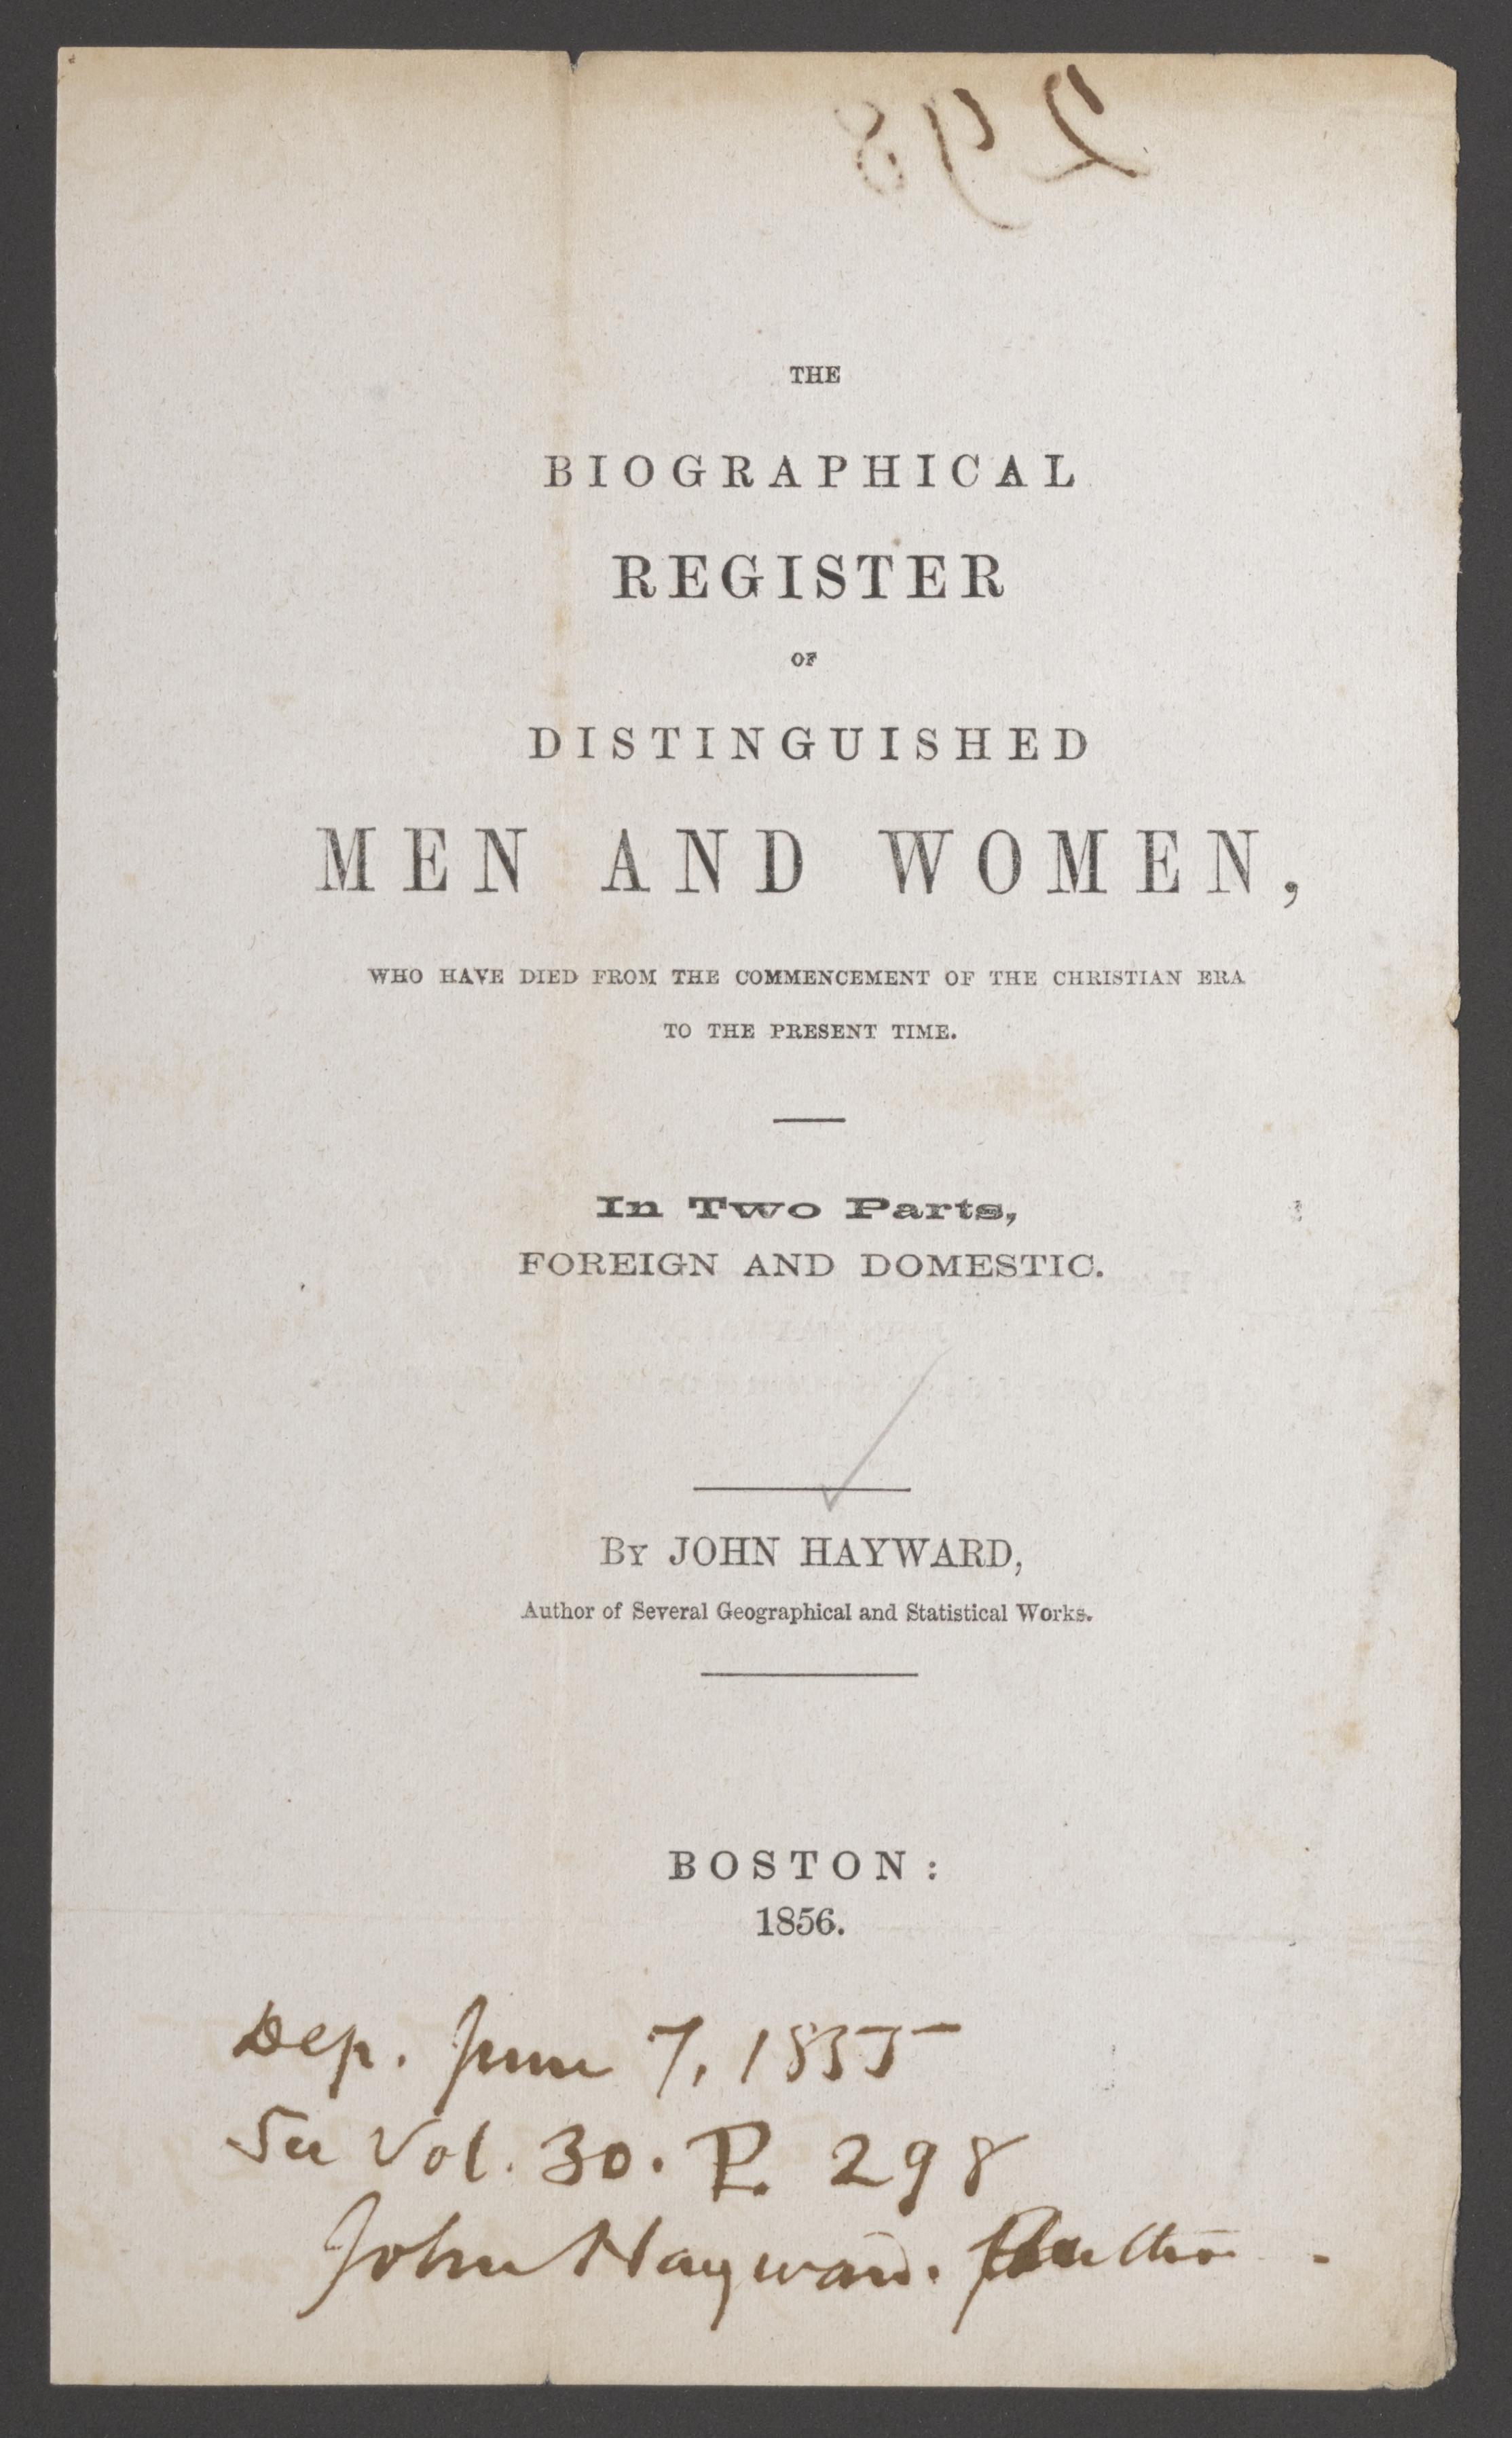 298
THE
BIOGRAPHICAL
REGISTER
OF
DISTINGUISHED
MEN AND WOMEN,
WHO HAVE DIED FROM THE COMMENCEMENT OF THE CHRISTIAN ERA
TO THE PRESENT TIME.
In Two Parts,
FOREIGN AND DOMESTIC.
BY JOHN HAYWARD,
Author of Several Geographical and Statistical Works.
BOSTON:
1856.
Dep. June 7, 1855
See Vol. 30. P. 298
John Hayward.